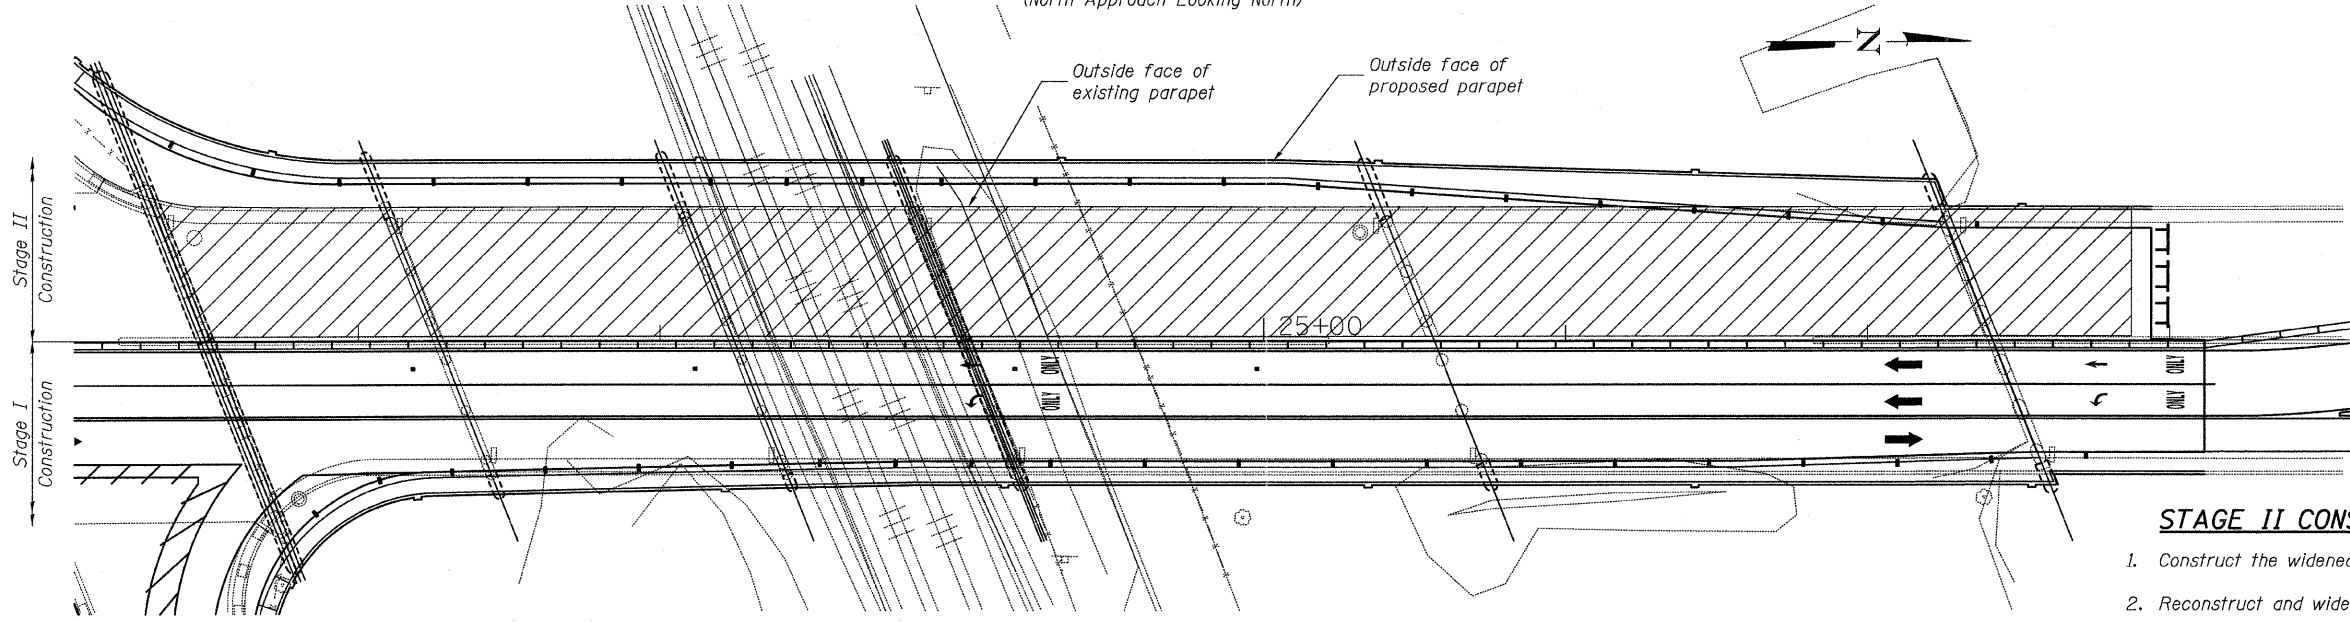 (North Approach Looking North)
N
Outside face of
existing parapet
Outside face of
proposed parapet
Stage II
Construction
25+00
ONLY
ONLY
ONLY
ONLY
Stage I
Construction
STAGE II CONS
1. Construct the widened
2. Reconstruct and wide